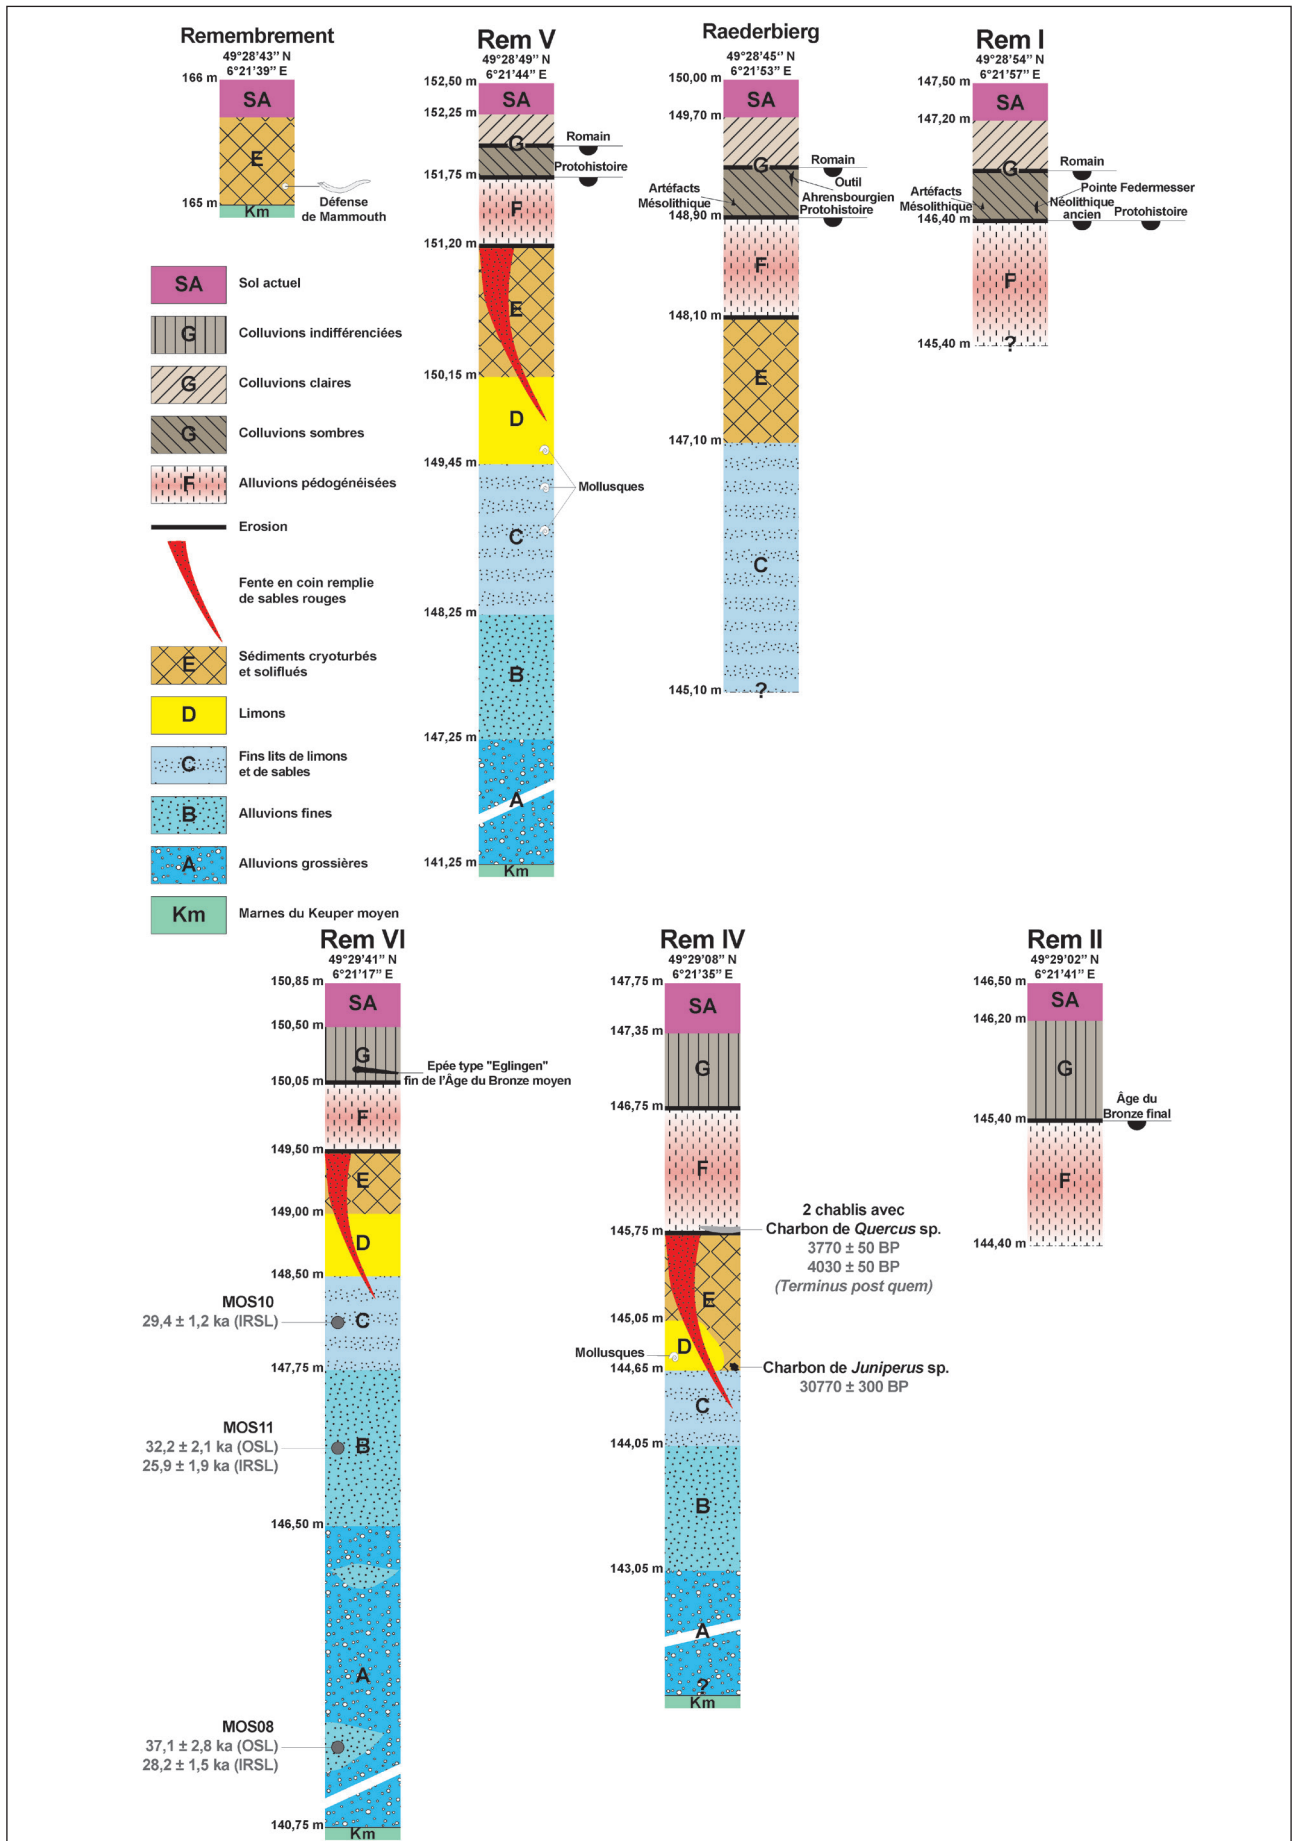 Remembrement
49°28'43'' N
6°21'39'' E
166 m
SA
E
165 m
Km
Défense
de Mammouth
Rem V
49°28'49'' N
6°21'44'' E
152,50 m
SA
152,25 m
G
Romain
Protohistoire
151,75 m
F
151,20 m
E
150,15 m
D
149,45 m
Mollusques
C
148,25 m
B
147,25 m
A
141,25 m
Km
Raederbierg
49°28'45'' N
6°21'53'' E
150,00 m
SA
149,70 m
G
Romain
Outil
Ahrensbourgien
Artéfacts
Mésolithique
Protohistoire
148,90 m
F
148,10 m
E
147,10 m
C
145,10 m
?
Rem I
49°28'54'' N
6°21'57'' E
147,50 m
SA
147,20 m
G
Romain
Artéfacts
Mésolithique
Pointe Federmesser
Néolithique
ancien
Protohistoire
146,40 m
F
145,40 m
?
SA
Sol actuel
G
Colluvions indifférenciées
G
Colluvions claires
G
Colluvions sombres
F
Alluvions pédogénéisées
Erosion
Fente en coin remplie
de sables rouges
E
Sédiments cryoturbés
et soliflués
D
Limons
C
Fins lits de limons
et de sables
B
Alluvions fines
A
Alluvions grossières
Km
Marnes du Keuper moyen
Rem VI
49°29'41'' N
6°21'17'' E
150,85 m
SA
150,50 m
G
Epée type "Eglingen"
fin de l'Âge du Bronze moyen
150,05 m
F
149,50 m
E
149,00 m
D
148,50 m
MOS10
29,4 ± 1,2 ka (IRSL)
C
147,75 m
MOS11
32,2 ± 2,1 ka (OSL)
25,9 ± 1,9 ka (IRSL)
B
146,50 m
A
MOS08
37,1 ± 2,8 ka (OSL)
28,2 ± 1,5 ka (IRSL)
140,75 m
Km
Rem IV
49°29'08'' N
6°21'35'' E
147,75 m
SA
147,35 m
G
146,75 m
F
2 chablis avec
Charbon de Quercus sp.
3770 ± 50 BP
4030 ± 50 BP
(Terminus post quem)
145,75 m
E
145,05 m
D
Mollusques
144,65 m
Charbon de Juniperus sp.
30770 ± 300 BP
C
144,05 m
B
143,05 m
A
?
Km
Rem II
49°29'02'' N
6°21'41'' E
146,50 m
SA
146,20 m
G
Âge du
Bronze final
145,40 m
F
144,40 m